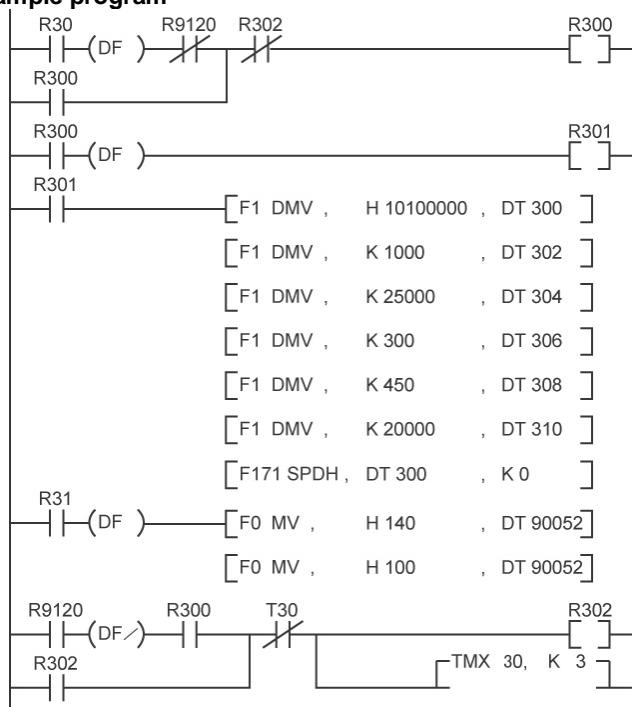 ample program
R30 R9120 R302 R300
(DF )
R300
R300 R301
(DF )
R301
[F1 DMV , H 10100000 , DT 300 ]
[F1 DMV , K 1000 , DT 302 ]
[F1 DMV , K 25000 , DT 304 ]
[F1 DMV , K 300 , DT 306 ]
[F1 DMV , K 450 , DT 308 ]
[F1 DMV , K 20000 , DT 310 ]
[F171 SPDH , DT 300 , K 0 ]
R31
(DF ) [F0 MV , H 140 , DT 90052]
[F0 MV , H 100 , DT 90052]
R9120 R300 T30 R302
(DF/)
R302
TMX 30, K 3